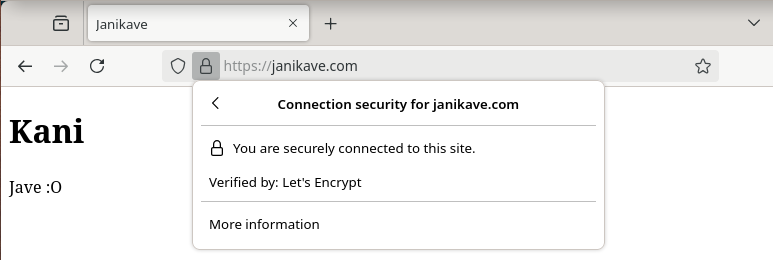 Janikave
https://janikave.com
Connection security for janikave.com
Kani
You are securely connected to this site.
Jave :O
Verified by: Let's Encrypt
More information